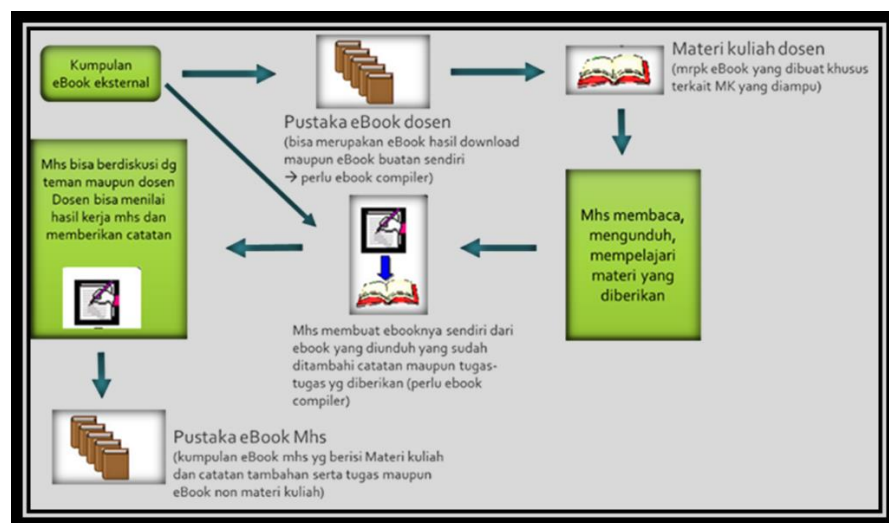 Kumpulan
eBook eksternal
Pustaka eBook dosen
(bisa merupakan eBook hasil download
maupun eBook buatan sendiri
→ perlu ebook compiler)
Materi kuliah dosen
(mrpk eBook yang dibuat khusus
terkait MK yang diampu)
Mhs membaca,
mengunduh,
mempelajari
materi yang
diberikan
Mhs membuat ebooknya sendiri dari
ebook yang diunduh yang sudah
ditambahi catatan maupun tugas-
tugas yg diberikan (perlu ebook
compiler)
Mhs bisa berdiskusi dg
teman maupun dosen
Dosen bisa menilai
hasil kerja mhs dan
memberikan catatan
Pustaka eBook Mhs
(kumpulan eBook mhs yg berisi Materi kuliah
dan catatan tambahan serta tugas maupun
eBook non materi kuliah)